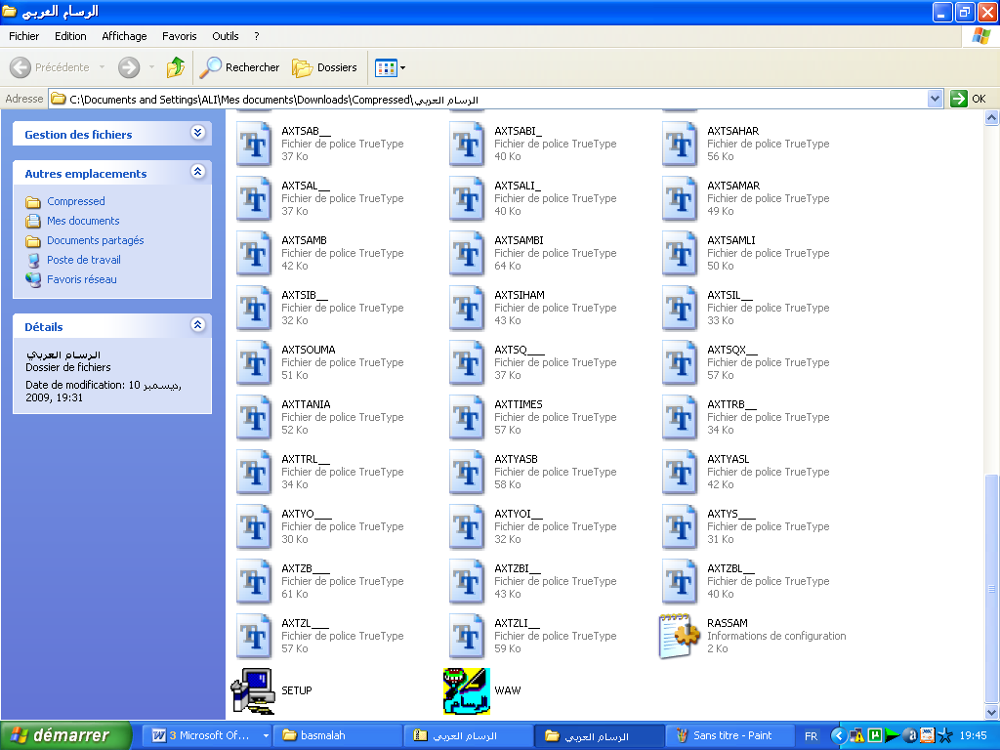 الرسام العربي
Fichier Edition Affichage Favoris Outils ?
Précédente Rechercher Dossiers
Adresse C:\Documents and Settings\ALI\Mes documents\Downloads\Compressed\الرسام العربي OK
Gestion des fichiers
Autres emplacements
Compressed
Mes documents
Documents partagés
Poste de travail
Favoris réseau
Détails
الرسام العربي
Dossier de fichiers
Date de modification: 10 ديسمبر,
2009, 19:31
AXTSAB__ AXTSABI_ AXTSAHAR
Fichier de police TrueType Fichier de police TrueType Fichier de police TrueType
37 Ko 40 Ko 56 Ko
AXTSAL__ AXTSALI_ AXTSAMAR
Fichier de police TrueType Fichier de police TrueType Fichier de police TrueType
37 Ko 40 Ko 49 Ko
AXTSAMB AXTSAMBI AXTSAMLI
Fichier de police TrueType Fichier de police TrueType Fichier de police TrueType
42 Ko 64 Ko 50 Ko
AXTSIB__ AXTSIHAM AXTSIL__
Fichier de police TrueType Fichier de police TrueType Fichier de police TrueType
32 Ko 43 Ko 33 Ko
AXTSOUMA AXTSQ___ AXTSQX__
Fichier de police TrueType Fichier de police TrueType Fichier de police TrueType
51 Ko 37 Ko 57 Ko
AXTTANIA AXTTIMES AXTTRB__
Fichier de police TrueType Fichier de police TrueType Fichier de police TrueType
52 Ko 57 Ko 34 Ko
AXTTRL__ AXTYASB AXTYASL
Fichier de police TrueType Fichier de police TrueType Fichier de police TrueType
34 Ko 58 Ko 42 Ko
AXTYO___ AXTYOI__ AXTYS___
Fichier de police TrueType Fichier de police TrueType Fichier de police TrueType
30 Ko 32 Ko 31 Ko
AXTZB___ AXTZBI__ AXTZBL__
Fichier de police TrueType Fichier de police TrueType Fichier de police TrueType
61 Ko 43 Ko 40 Ko
AXTZL___ AXTZLI__ RASSAM
Fichier de police TrueType Fichier de police TrueType Informations de configuration
57 Ko 59 Ko 2 Ko
SETUP الرسام WAW
démarrer 3 Microsoft Of... basmalah الرسام العربي الرسام العربي Sans titre - Paint FR 19:45